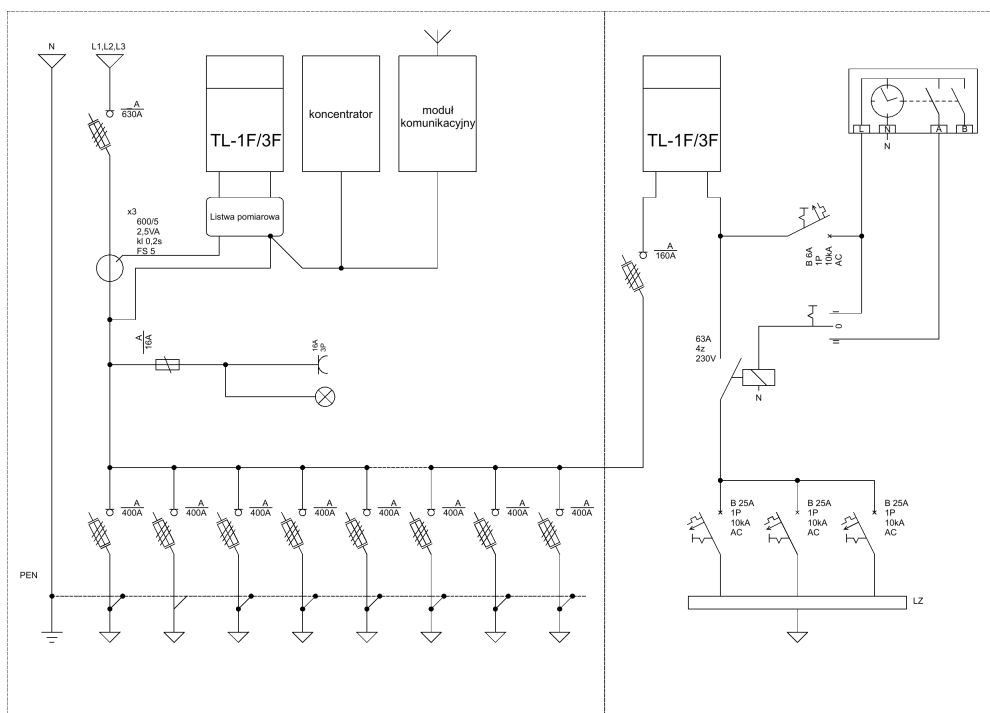 N
L1,L2,L3
_A
630A
TL-1F/3F
koncentrator
moduł
komunikacyjny
Listwa pomiarowa
x3
600/5
2,5VA
kl 0,2s
FS 5
A
16A
16A
3P
A
400A
A
400A
A
400A
A
400A
A
400A
A
400A
A
400A
A
400A
PEN
TL-1F/3F
A
160A
L
N
A
B
N
B 6A
1P
10kA
AC
I
0
II
63A
4z
230V
N
B 25A
1P
10kA
AC
B 25A
1P
10kA
AC
B 25A
1P
10kA
AC
LZ